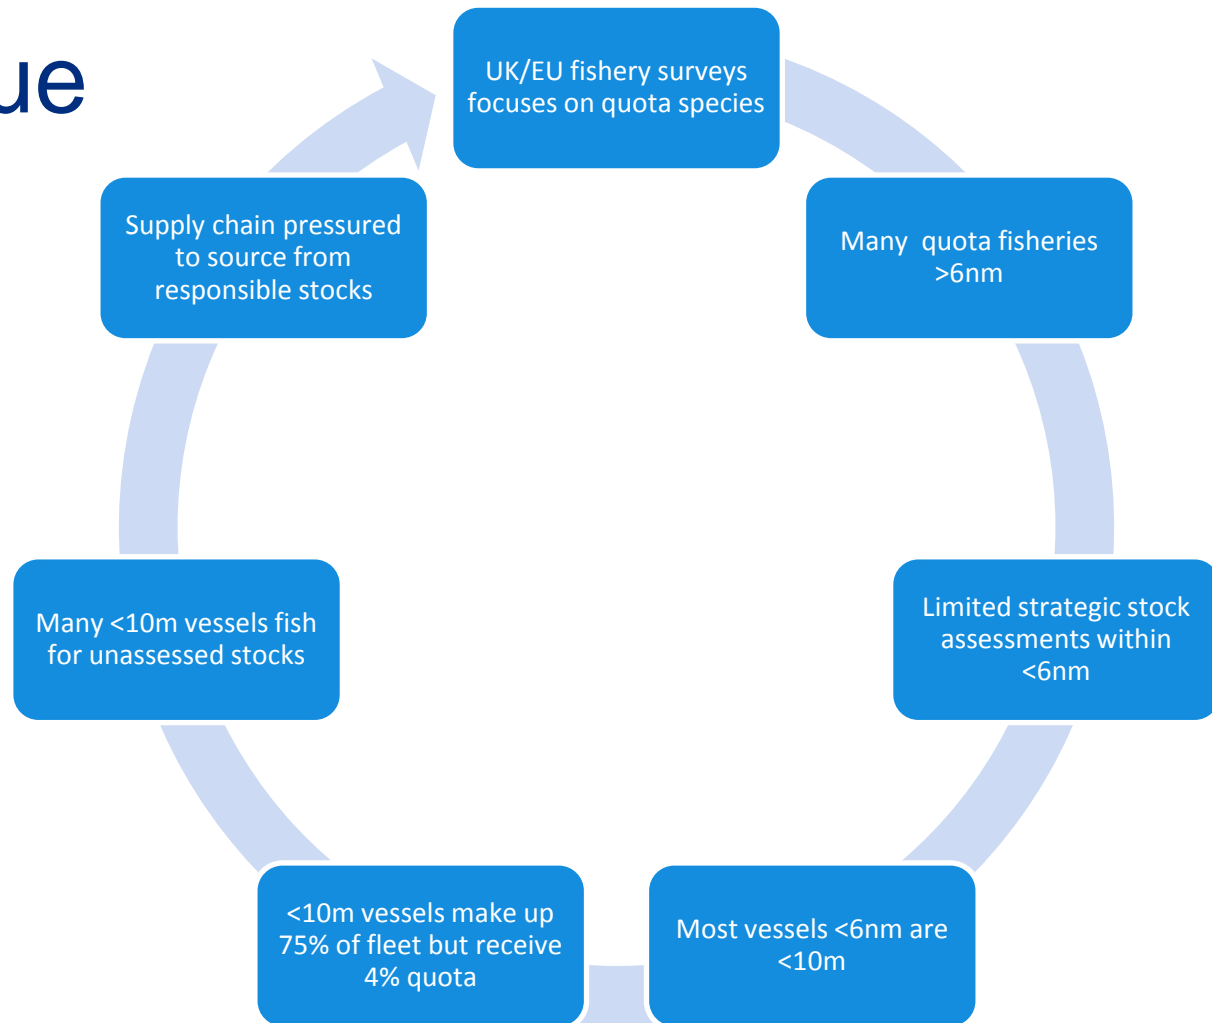 ue
UK/EU fishery surveys
focuses on quota species
Many  quota fisheries
>6nm
Limited strategic stock
assessments within
<6nm
Most vessels <6nm are
<10m
<10m vessels make up
75% of fleet but receive
4% quota
Many <10m vessels fish
for unassessed stocks
Supply chain pressured
to source from
responsible stocks